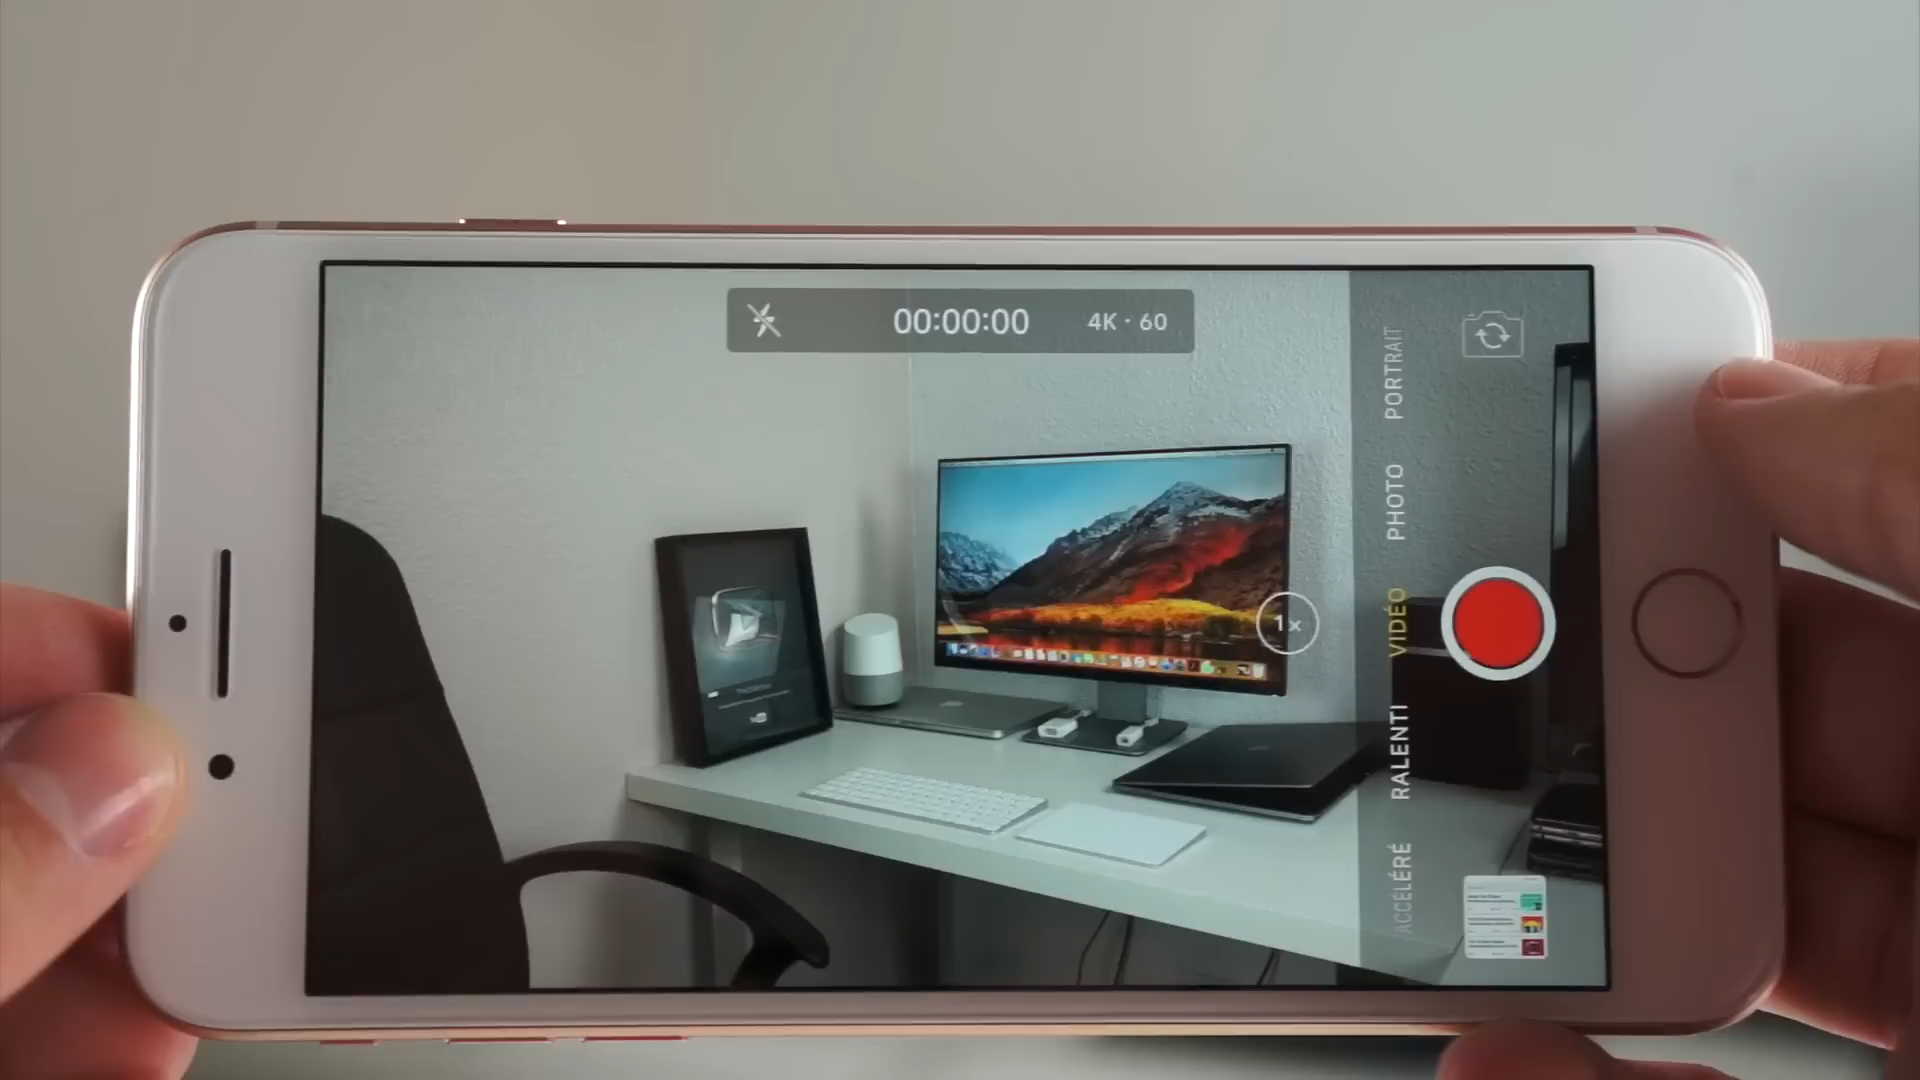 00:00:00
4K · 60
PORTRAIT
PHOTO
VIDÉO
1x
RALENTI
ACCÉLÉRÉ